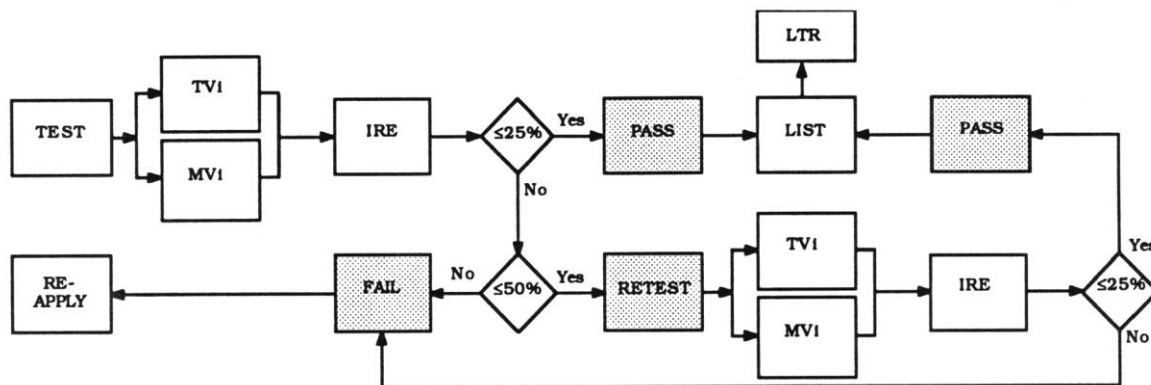 LTR
TVi
TEST
IRE
≤25%
Yes
PASS
LIST
PASS
MVi
No
TVi
Yes
RE-
APPLY
FAIL
No
≤50%
Yes
RETEST
IRE
≤25%
MVi
No